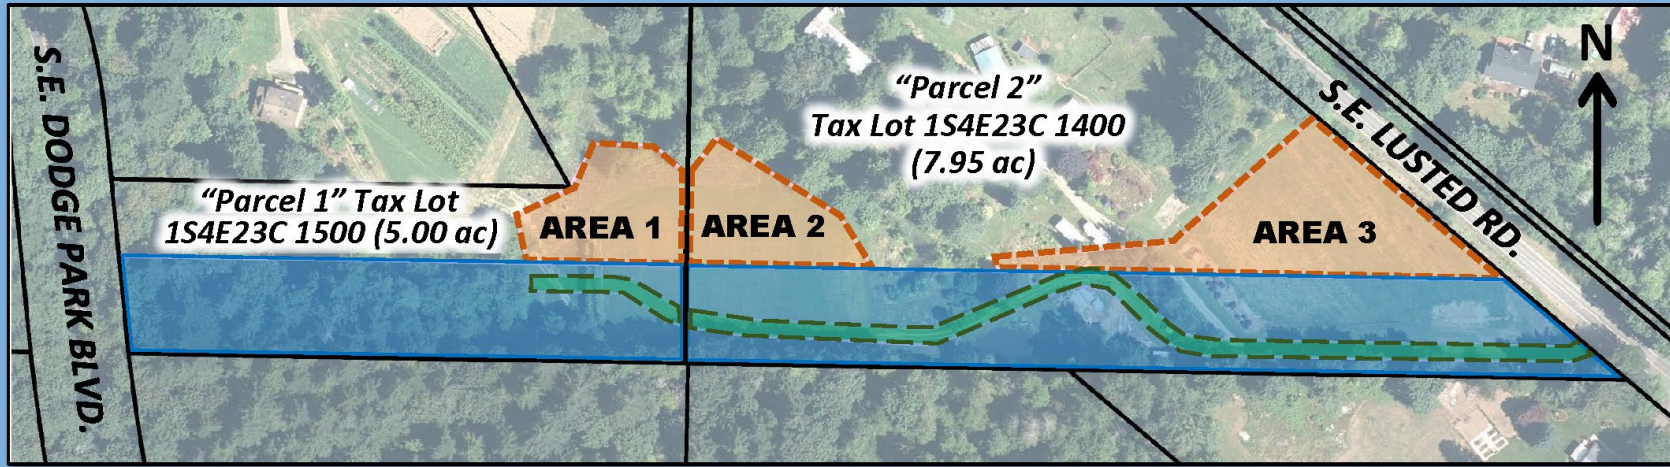 S.E. DODGE PARK BLVD.
“Parcel 1” Tax Lot
1S4E23C 1500 (5.00 ac)
AREA 1
AREA 2
“Parcel 2”
Tax Lot 1S4E23C 1400
(7.95 ac)
AREA 3
S.E. LUSTED RD.
N